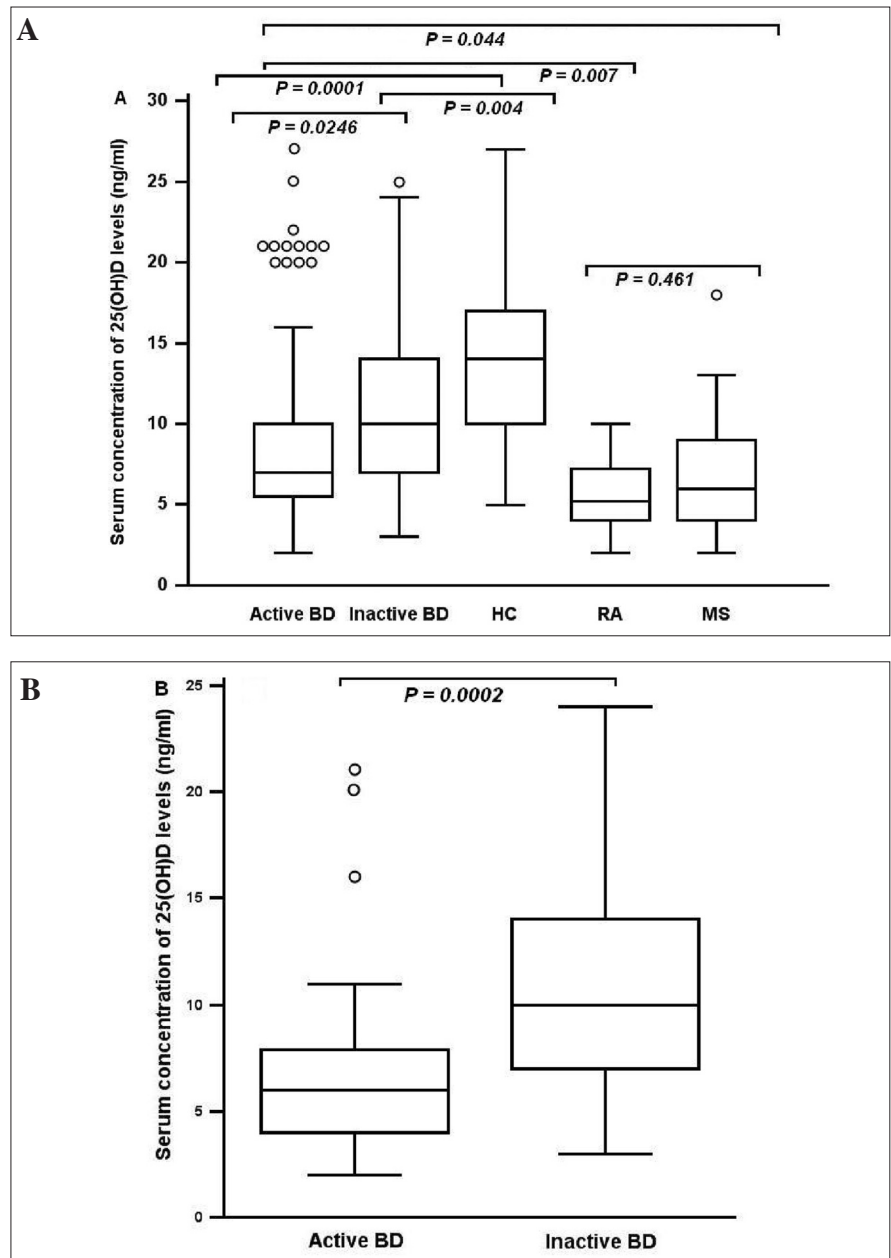 A
P = 0.044
P = 0.007
P = 0.0001
P = 0.004
P = 0.0246
A
Serum concentration of 25(OH)D levels (ng/ml)
30
25
20
15
10
5
0
P = 0.461
Active BD Inactive BD HC RA MS
B
B
P = 0.0002
Serum concentration of 25(OH)D levels (ng/ml)
25
20
15
10
5
0
Active BD Inactive BD